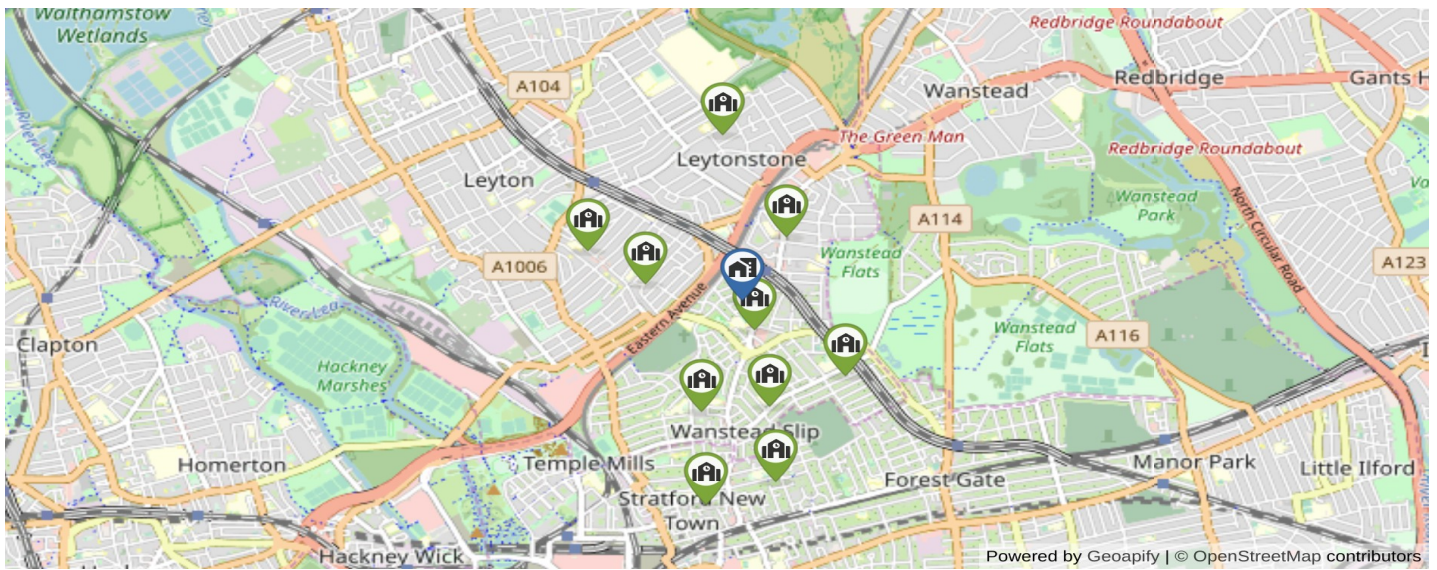 Walthamstow
Wetlands
Redbridge Roundabout
Redbridge
Gants H
A104
Wanstead
The Green Man
Redbridge Roundabout
Leytonstone
Leyton
Wanstead
Park
North Circular Road
A114
Wanstead
Flats
A1006
A123
River Lea
Eastern Avenue
Clapton
Wanstead
Flats
A116
Hackney
Marshes
Wanstead Slip
Homerton
Temple Mills
Manor Park
Little Ilford
Forest Gate
Stratford New
Town
Hackney Wick
Powered by Geoapify | © OpenStreetMap contributors